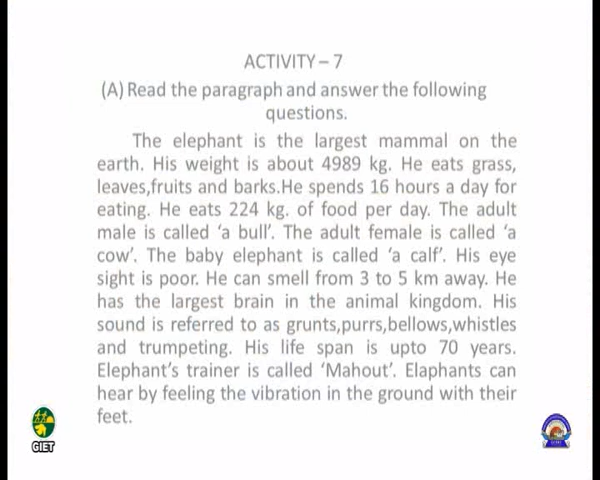 ACTIVITY – 7
(A) Read the paragraph and answer the following
questions.
The elephant is the largest mammal on the
earth. His weight is about 4989 kg. He eats grass,
leaves,fruits and barks.He spends 16 hours a day for
eating. He eats 224 kg. of food per day. The adult
male is called ‘a bull’. The adult female is called ‘a
cow’. The baby elephant is called ‘a calf’. His eye
sight is poor. He can smell from 3 to 5 km away. He
has the largest brain in the animal kingdom. His
sound is referred to as grunts,purrs,bellows,whistles
and trumpeting. His life span is upto 70 years.
Elephant’s trainer is called ‘Mahout’. Elaphants can
hear by feeling the vibration in the ground with their
feet.
GIET